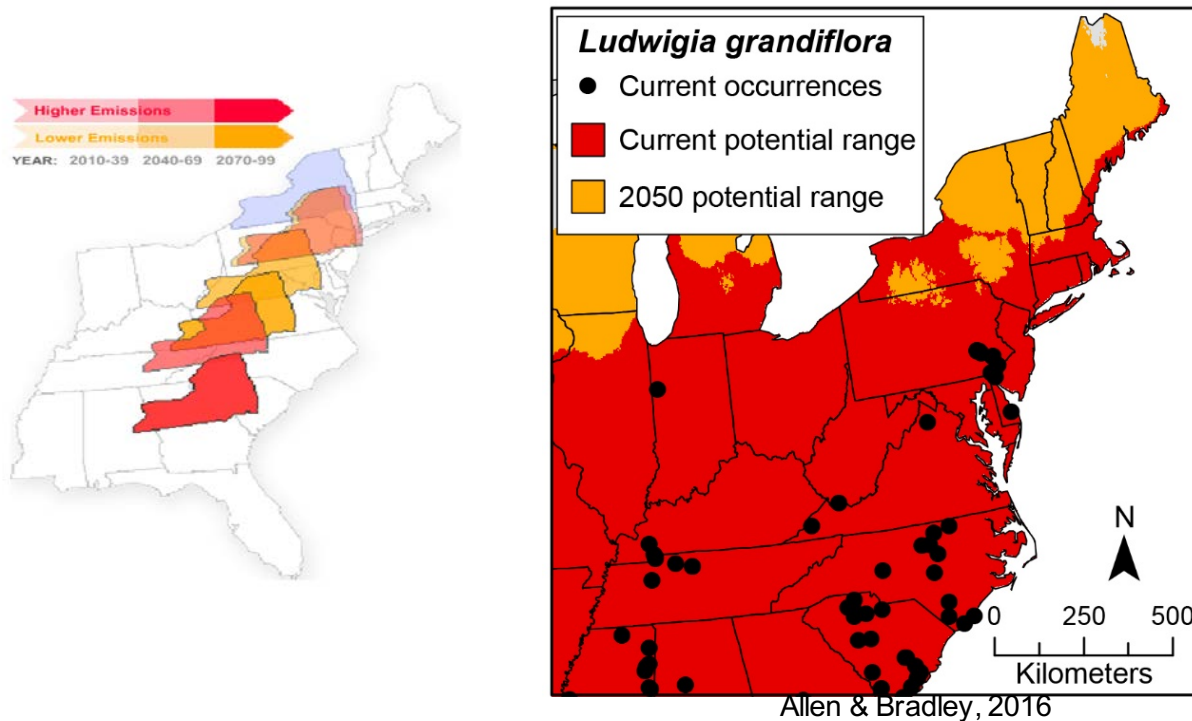 Higher Emissions
Lower Emissions
YEAR: 2010-39 2040-69 2070-99
Ludwigia grandiflora
Current occurrences
Current potential range
2050 potential range
N
0 250 500
Kilometers
Allen & Bradley, 2016